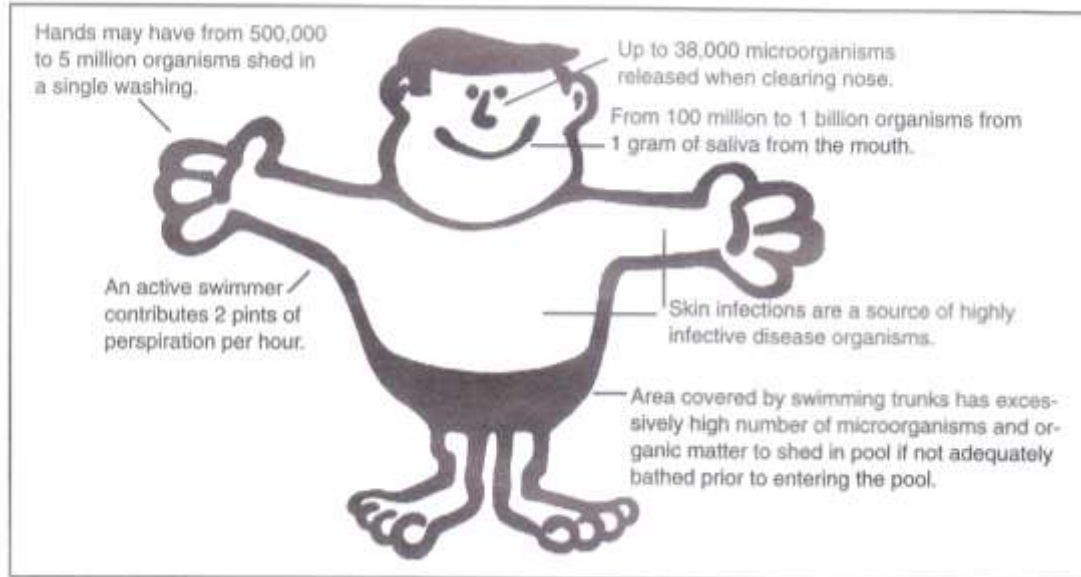 Hands may have from 500,000
to 5 million organisms shed in
a single washing.
Up to 38,000 microorganisms
released when clearing nose.
From 100 million to 1 billion organisms from
1 gram of saliva from the mouth.
An active swimmer
contributes 2 pints of
perspiration per hour.
Skin infections are a source of highly
infective disease organisms.
Area covered by swimming trunks has exces-
sively high number of microorganisms and or-
ganic matter to shed in pool if not adequately
bathed prior to entering the pool.